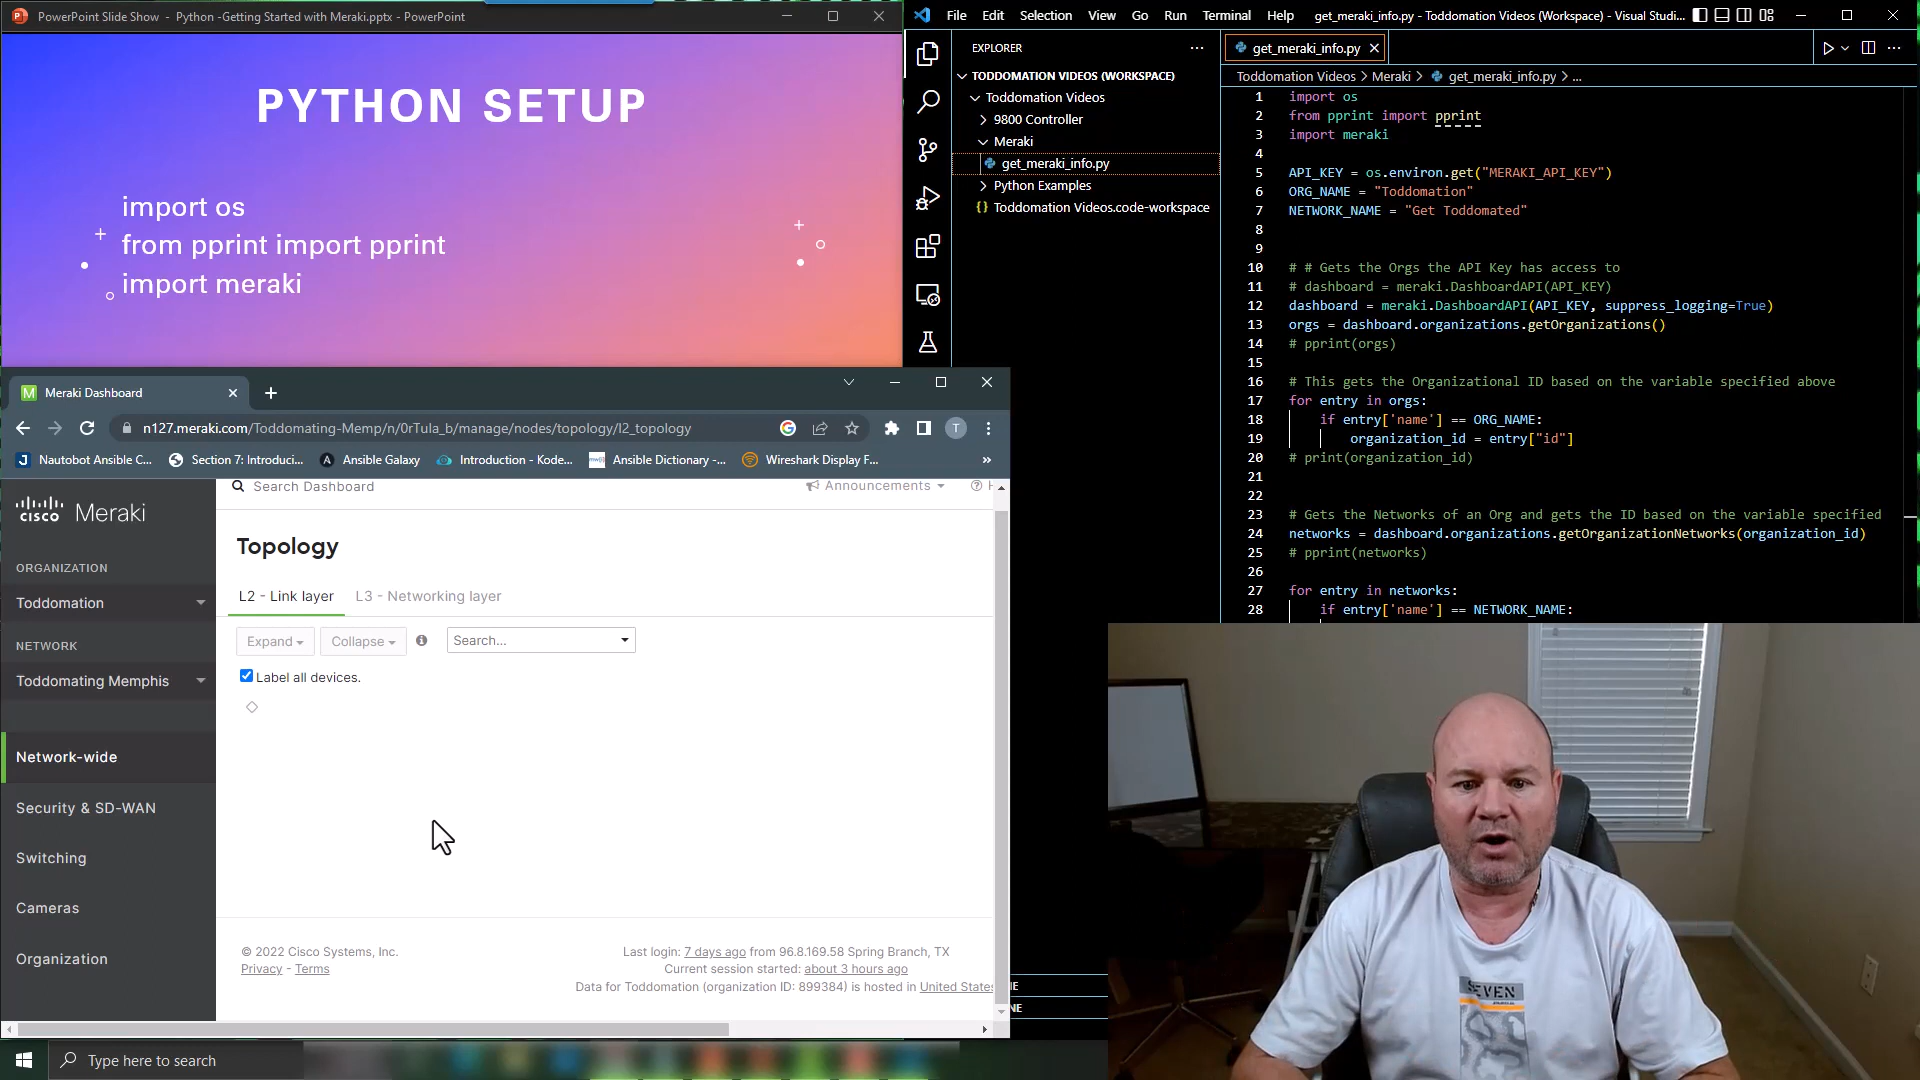 PowerPoint Slide Show - Python -Getting Started with Meraki.pptx - PowerPoint
PYTHON SETUP
import os
from pprint import pprint
import meraki
File Edit Selection View Go Run Terminal Help get_meraki_info.py - Toddomation Videos (Workspace) - Visual Studi...
EXPLORER
TODDOMATION VIDEOS (WORKSPACE)
Toddomation Videos
9800 Controller
Meraki
get_meraki_info.py
Python Examples
{} Toddomation Videos.code-workspace
get_meraki_info.py
Toddomation Videos > Meraki > get_meraki_info.py > ...
1 import os
2 from pprint import pprint
3 import meraki
4
5 API_KEY = os.environ.get("MERAKI_API_KEY")
6 ORG_NAME = "Toddomation"
7 NETWORK_NAME = "Get Toddomated"
8
9
10 # # Gets the Orgs the API Key has access to
11 # dashboard = meraki.DashboardAPI(API_KEY)
12 dashboard = meraki.DashboardAPI(API_KEY, suppress_logging=True)
13 orgs = dashboard.organizations.getOrganizations()
14 # pprint(orgs)
15
16 # This gets the Organizational ID based on the variable specified above
17 for entry in orgs:
18 if entry['name'] == ORG_NAME:
19 organization_id = entry["id"]
20 # print(organization_id)
21
22
23 # Gets the Networks of an Org and gets the ID based on the variable specified
24 networks = dashboard.organizations.getOrganizationNetworks(organization_id)
25 # pprint(networks)
26
27 for entry in networks:
28 if entry['name'] == NETWORK_NAME:
Meraki Dashboard
n127.meraki.com/Toddomating-Memp/n/0rTula_b/manage/nodes/topology/l2_topology
T
Nautobot Ansible C... Section 7: Introduci... Ansible Galaxy Introduction - Kode... Ansible Dictionary -... Wireshark Display F... »
cisco Meraki
ORGANIZATION
Toddomation
NETWORK
Toddomating Memphis
Network-wide
Security & SD-WAN
Switching
Cameras
Organization
Search Dashboard
Announcements
Topology
L2 - Link layer L3 - Networking layer
Expand Collapse Search...
Label all devices.
© 2022 Cisco Systems, Inc.
Privacy - Terms
Last login: 7 days ago from 96.8.169.58 Spring Branch, TX
Current session started: about 3 hours ago
Data for Toddomation (organization ID: 899384) is hosted in United States
NE
SEVEN
Type here to search